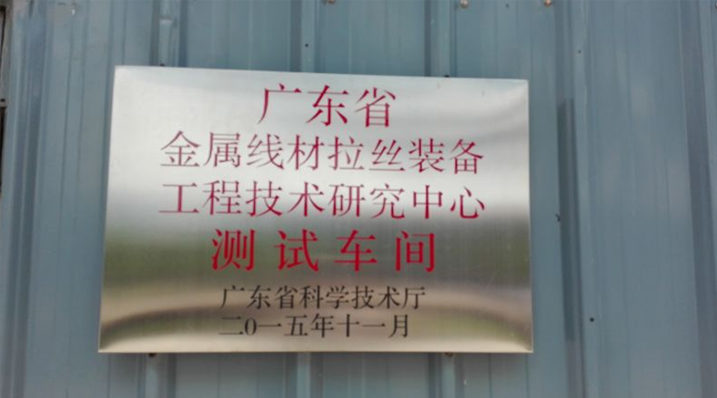 广东省
金属线材拉丝装备
工程技术研究中心
测试车间
广东省科学技术厅
二0一五年十一月